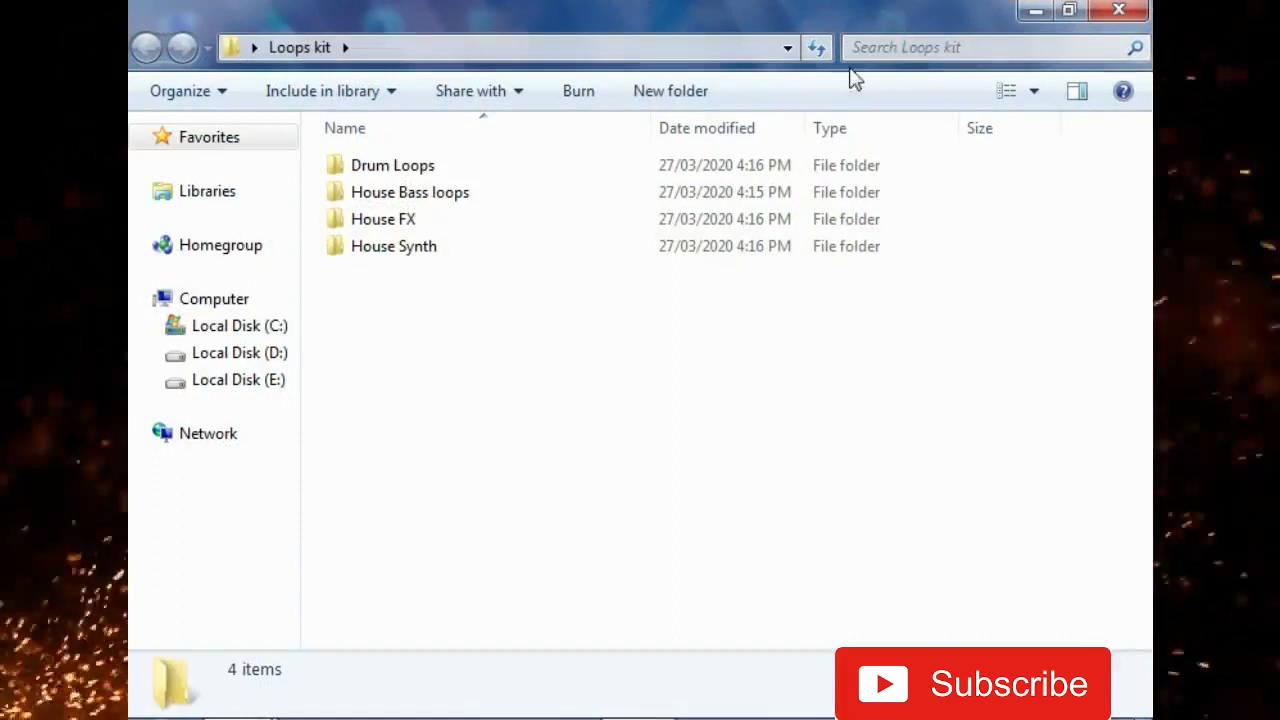 Loops kit
Search Loops kit
Organize Include in library Share with Burn New folder
Name Date modified Type Size
Favorites
Libraries
Homegroup
Computer
Local Disk (C:)
Local Disk (D:)
Local Disk (E:)
Network
Drum Loops 27/03/2020 4:16 PM File folder
House Bass loops 27/03/2020 4:15 PM File folder
House FX 27/03/2020 4:16 PM File folder
House Synth 27/03/2020 4:16 PM File folder
4 items
Subscribe